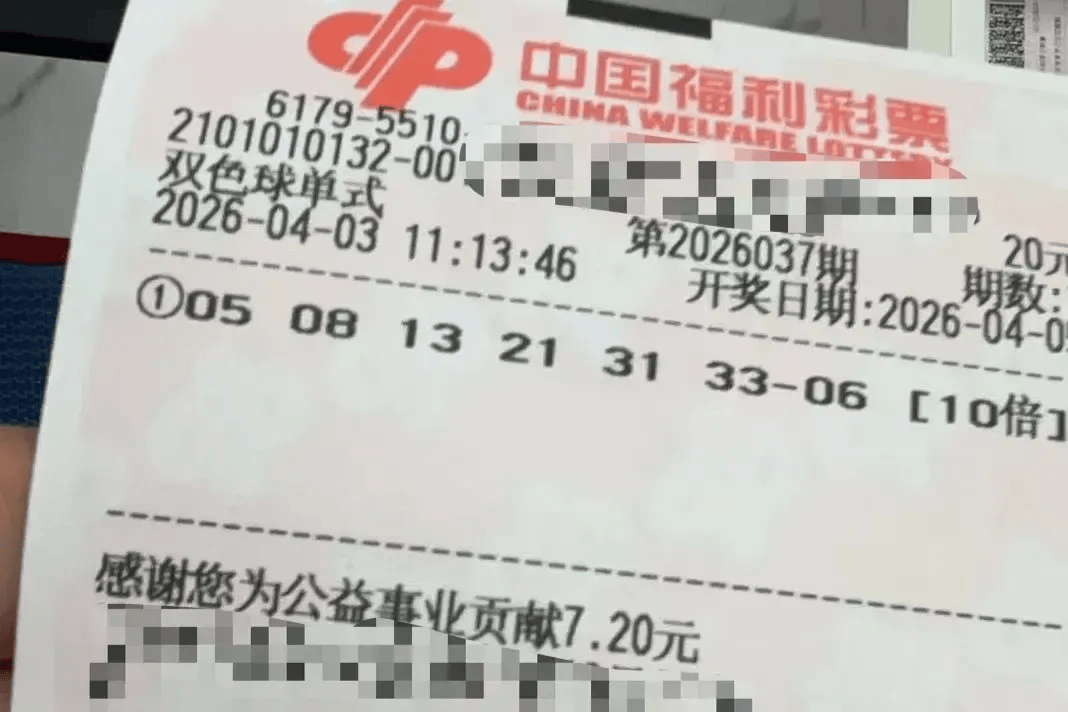 中国福利彩票
CHINA WELFARE LOTTERY
6179-5510
2101010132-00
双色球单式
第2026037期 20元
2026-04-03 11:13:46
开奖日期:2026-04-05 期数:
①05 08 13 21 31 33-06 [10倍]
感谢您为公益事业贡献7.20元